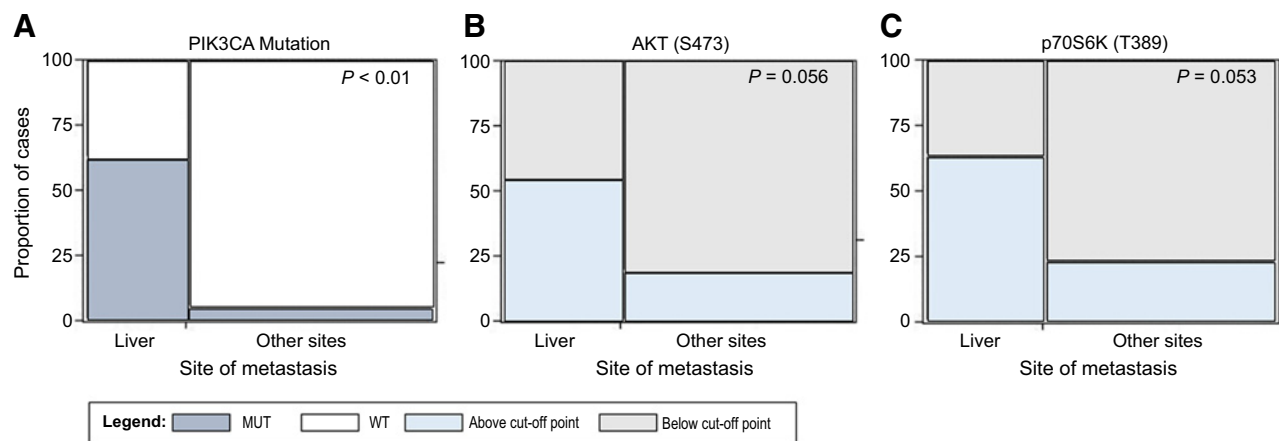 A
PIK3CA Mutation
P < 0.01
Proportion of cases
100
75
50
25
0
Liver Other sites
Site of metastasis
B
AKT (S473)
P = 0.056
100
75
50
25
0
Liver Other sites
Site of metastasis
C
p70S6K (T389)
P = 0.053
100
75
50
25
0
Liver Other sites
Site of metastasis
Legend: MUT WT Above cut-off point Below cut-off point